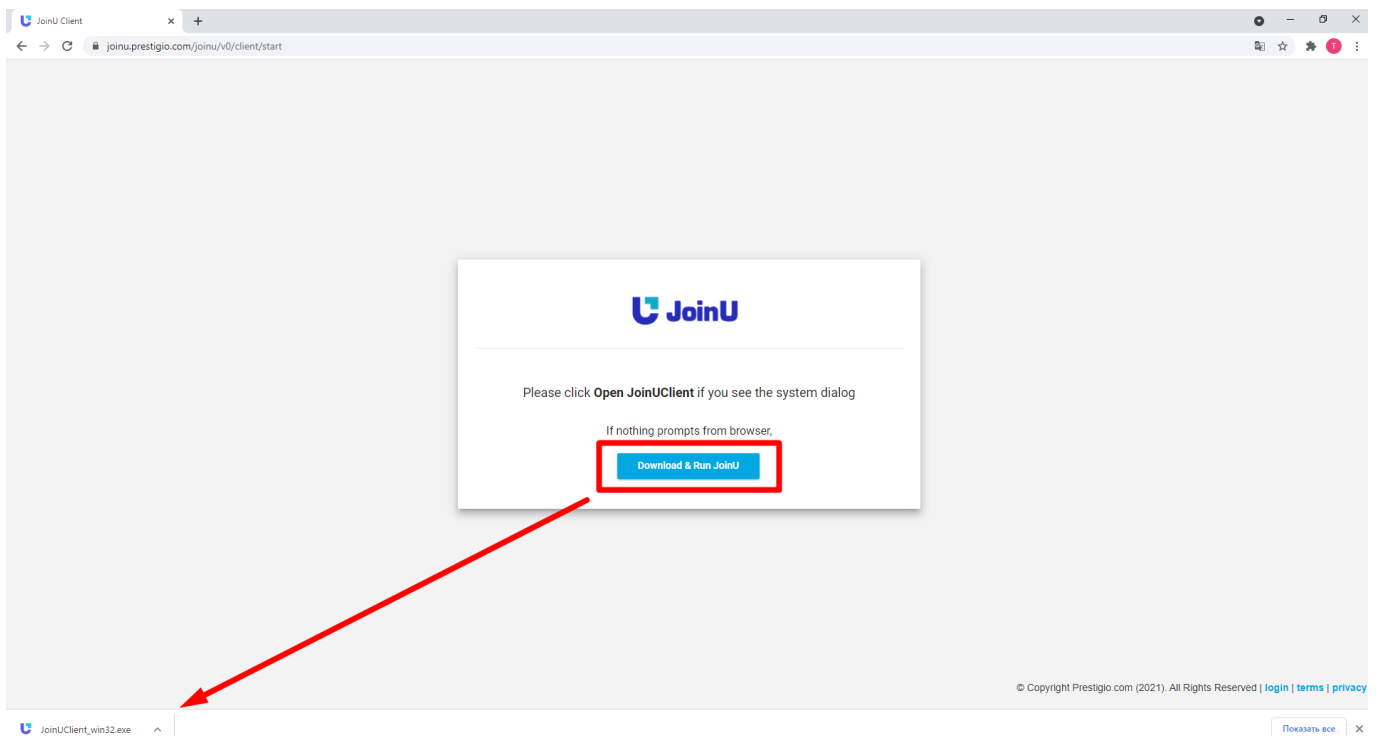 JoinU Client
joinu.prestigio.com/joinu/v0/client/start
T
JoinU
Please click Open JoinUClient if you see the system dialog
If nothing prompts from browser,
Download & Run JoinU
© Copyright Prestigio.com (2021). All Rights Reserved | login | terms | privacy
JoinUClient_win32.exe
Показать все